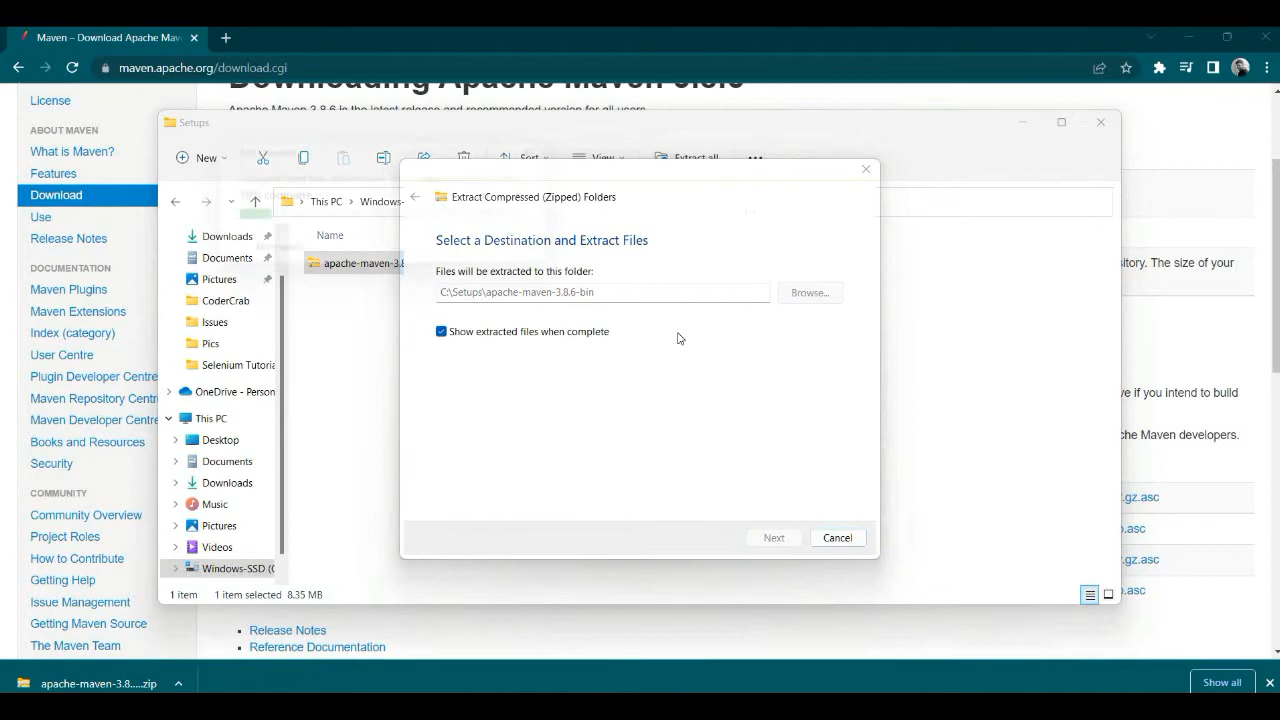 Maven – Download Apache Mav
maven.apache.org/download.cgi
Downloading Apache Maven 3.8.6
Apache Maven 3.8.6 is the latest release and recommended version for all users.
License
ABOUT MAVEN
What is Maven?
Features
Download
Use
Release Notes
DOCUMENTATION
Maven Plugins
Maven Extensions
Index (category)
User Centre
Plugin Developer Centre
Maven Repository Centre
Maven Developer Centre
Books and Resources
Security
COMMUNITY
Community Overview
Project Roles
How to Contribute
Getting Help
Issue Management
Getting Maven Source
The Maven Team
Setups
New
Sort
View
Extract all
This PC
Windows-
Downloads
Documents
Pictures
CoderCrab
Issues
Pics
Selenium Tutoria
OneDrive - Person
This PC
Desktop
Documents
Downloads
Music
Pictures
Videos
Windows-SSD (C
Name
apache-maven-3.8
1 item
1 item selected 8.35 MB
Extract Compressed (Zipped) Folders
Select a Destination and Extract Files
Files will be extracted to this folder:
C:\Setups\apache-maven-3.8.6-bin
Browse...
Show extracted files when complete
Next
Cancel
itory. The size of your
ve if you intend to build
che Maven developers.
.gz.asc
o.asc
.gz.asc
o.asc
Release Notes
Reference Documentation
apache-maven-3.8.....zip
Show all